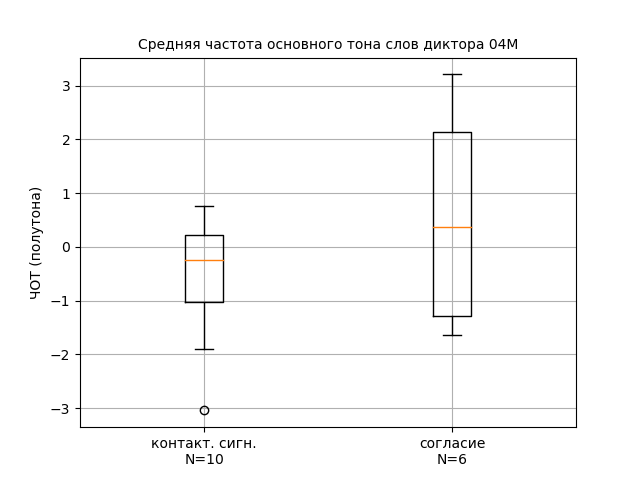 Средняя частота основного тона слов диктора 04М
ЧОТ (полутона)
3
2
1
0
−1
−2
−3
контакт. сигн.
N=10
согласие
N=6